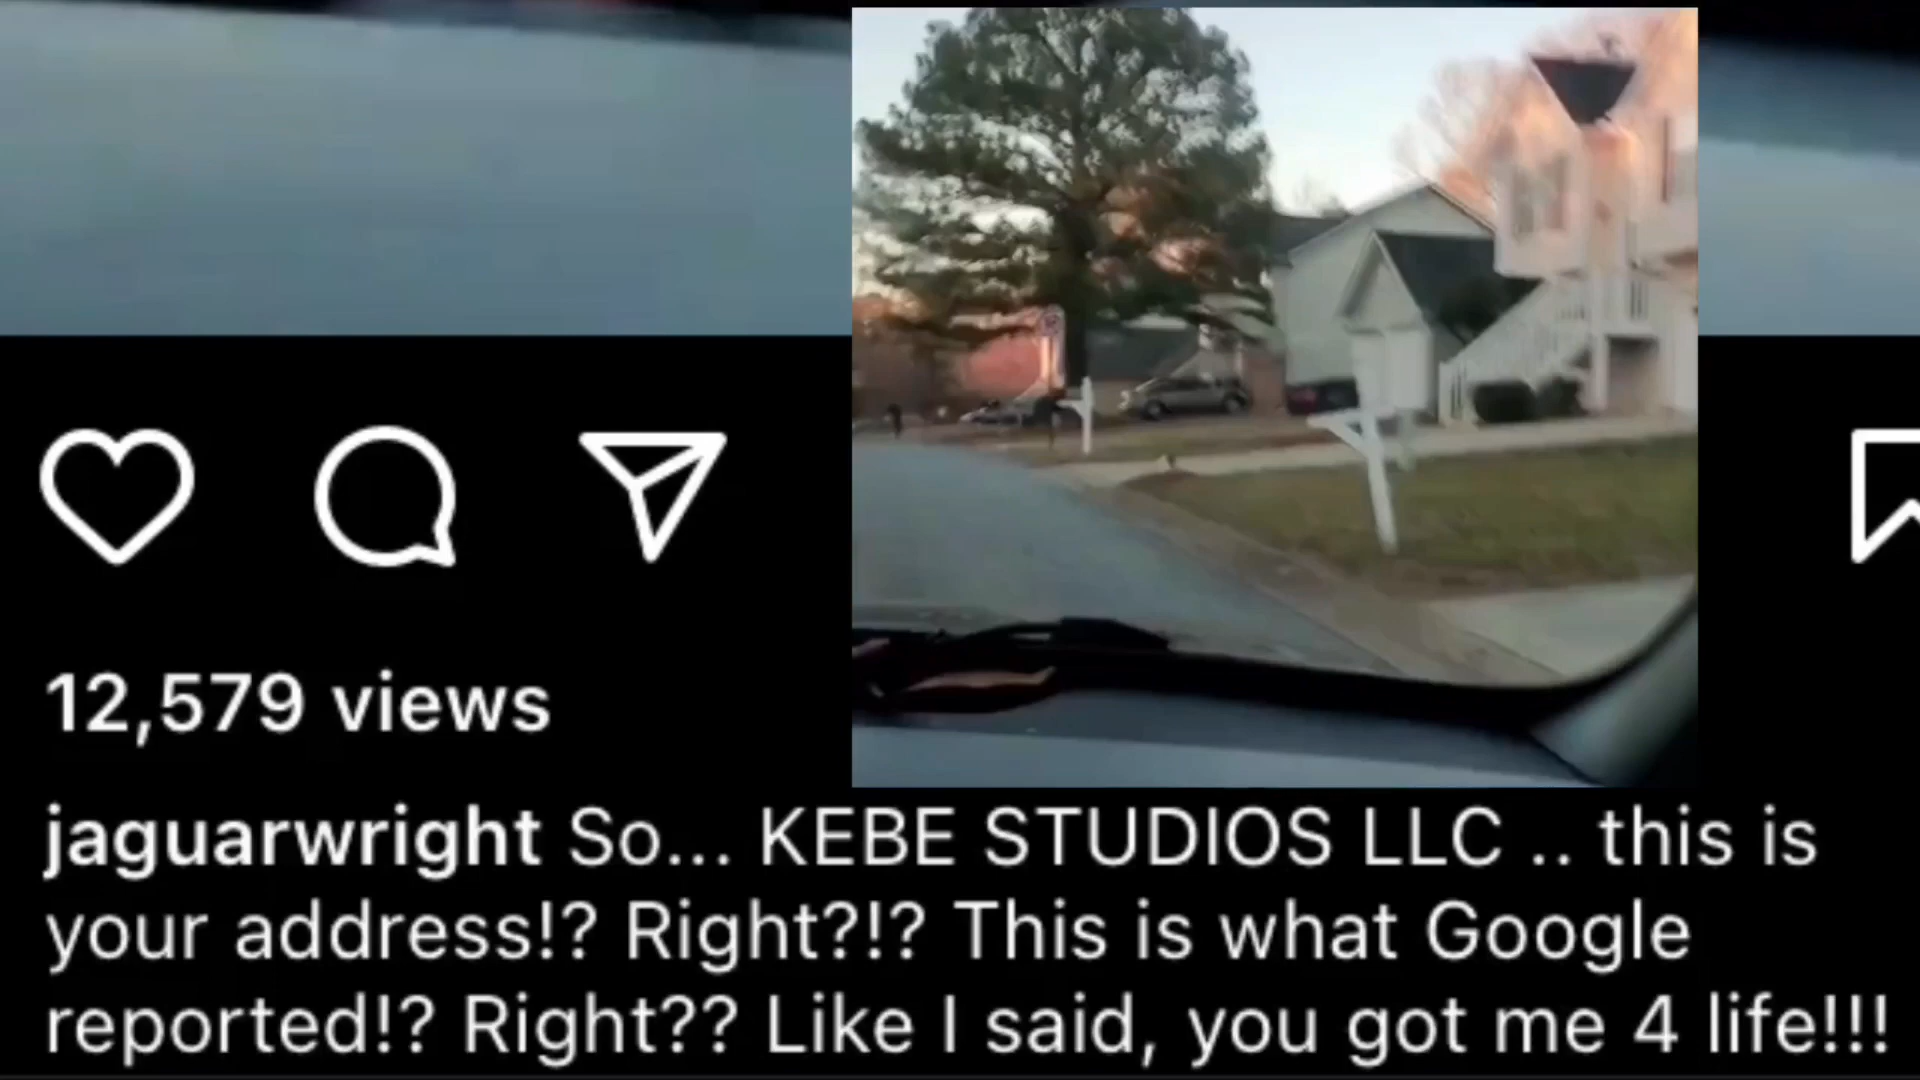 12,579 views
jaguarwright So... KEBE STUDIOS LLC .. this is
your address!? Right?!? This is what Google
reported!? Right?? Like I said, you got me 4 life!!!